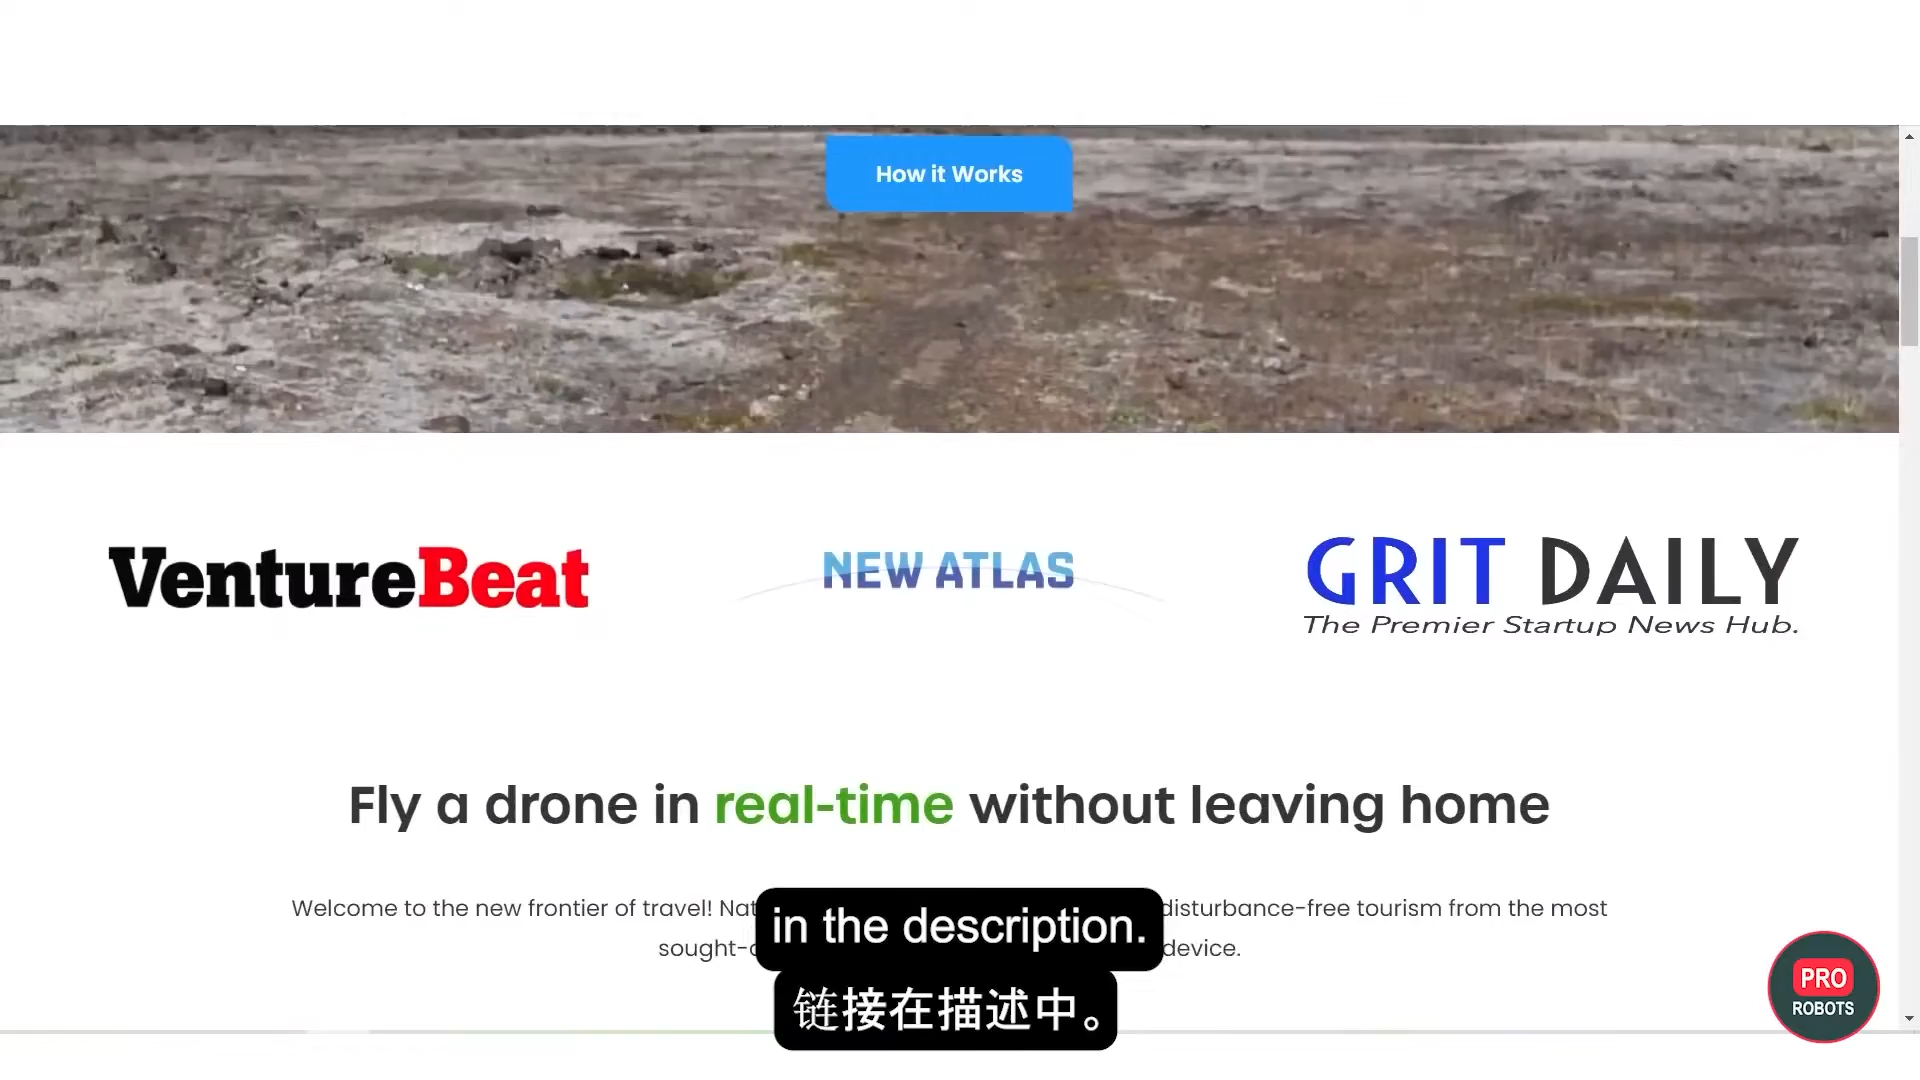 How it Works
VentureBeat
NEW ATLAS
GRIT DAILY
The Premier Startup News Hub.
Fly a drone in real-time without leaving home
Welcome to the new frontier of travel! disturbance-free tourism from the most
device.
in the description.
链接在描述中。
PRO
ROBOTS